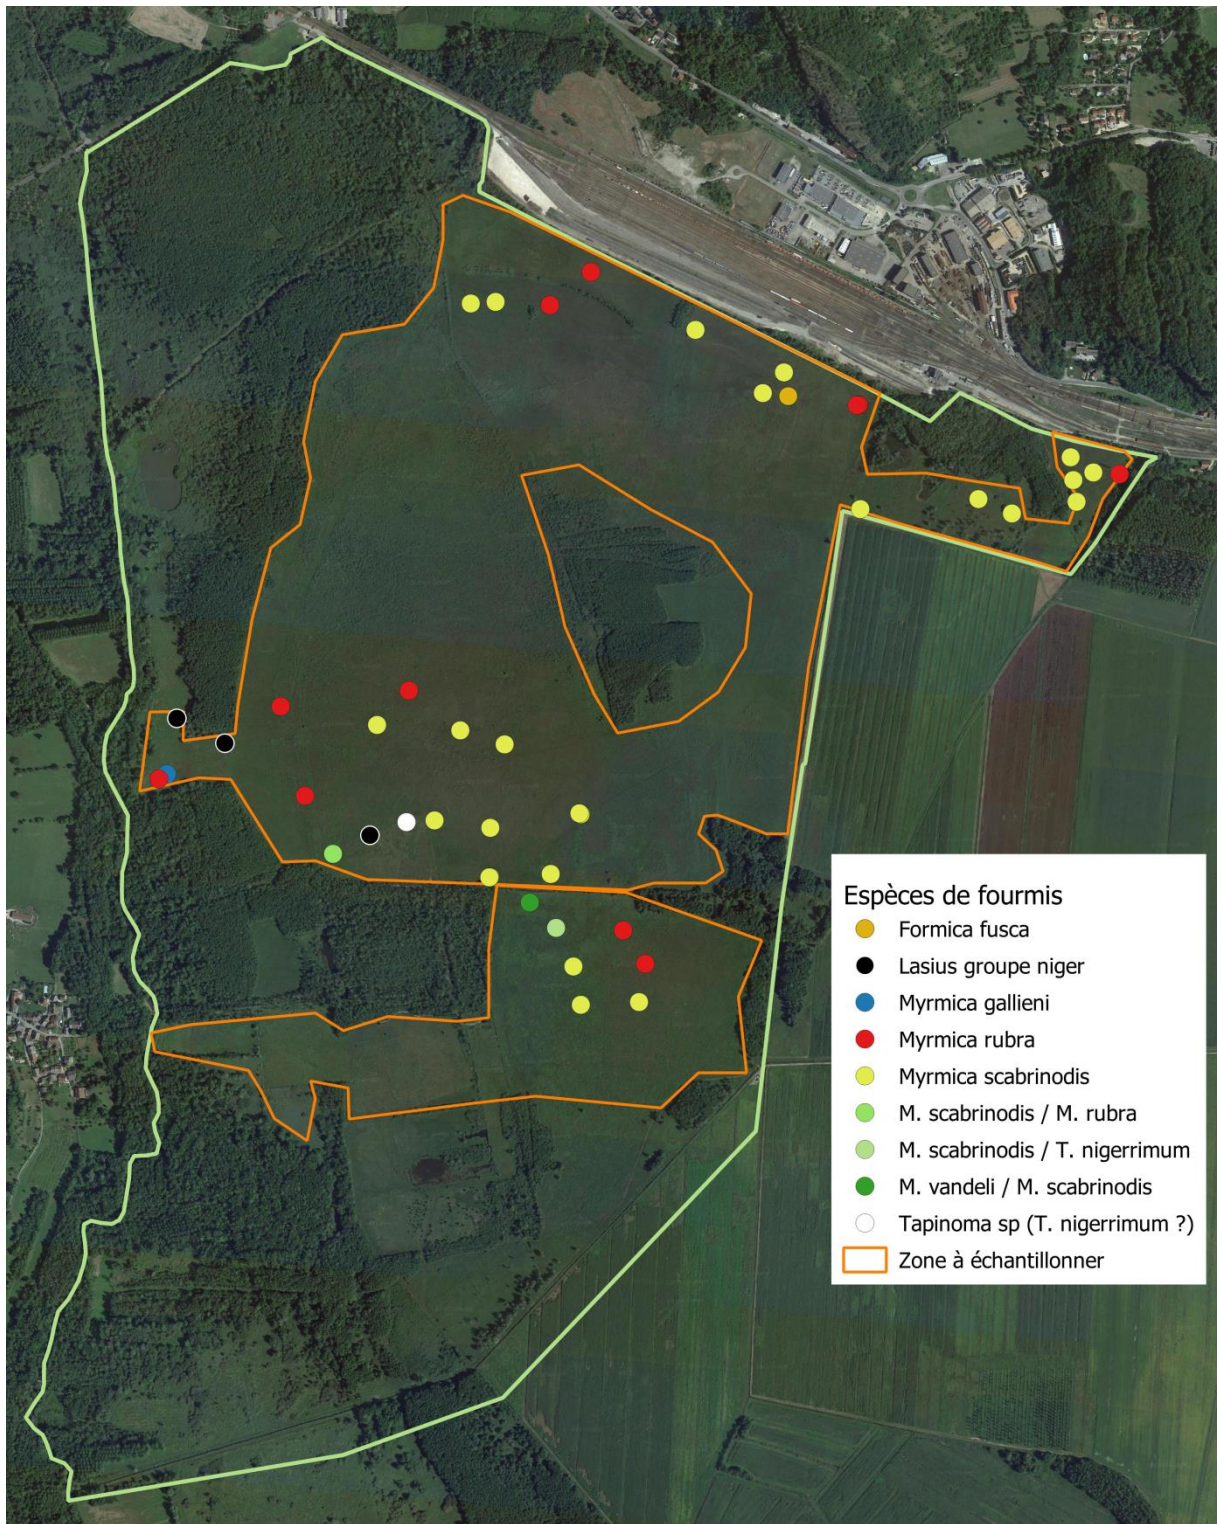 Espèces de fourmis
Formica fusca
Lasius groupe niger
Myrmica gallieni
Myrmica rubra
Myrmica scabrinodis
M. scabrinodis / M. rubra
M. scabrinodis / T. nigerrimum
M. vandeli / M. scabrinodis
Tapinoma sp (T. nigerrimum ?)
Zone à échantillonner